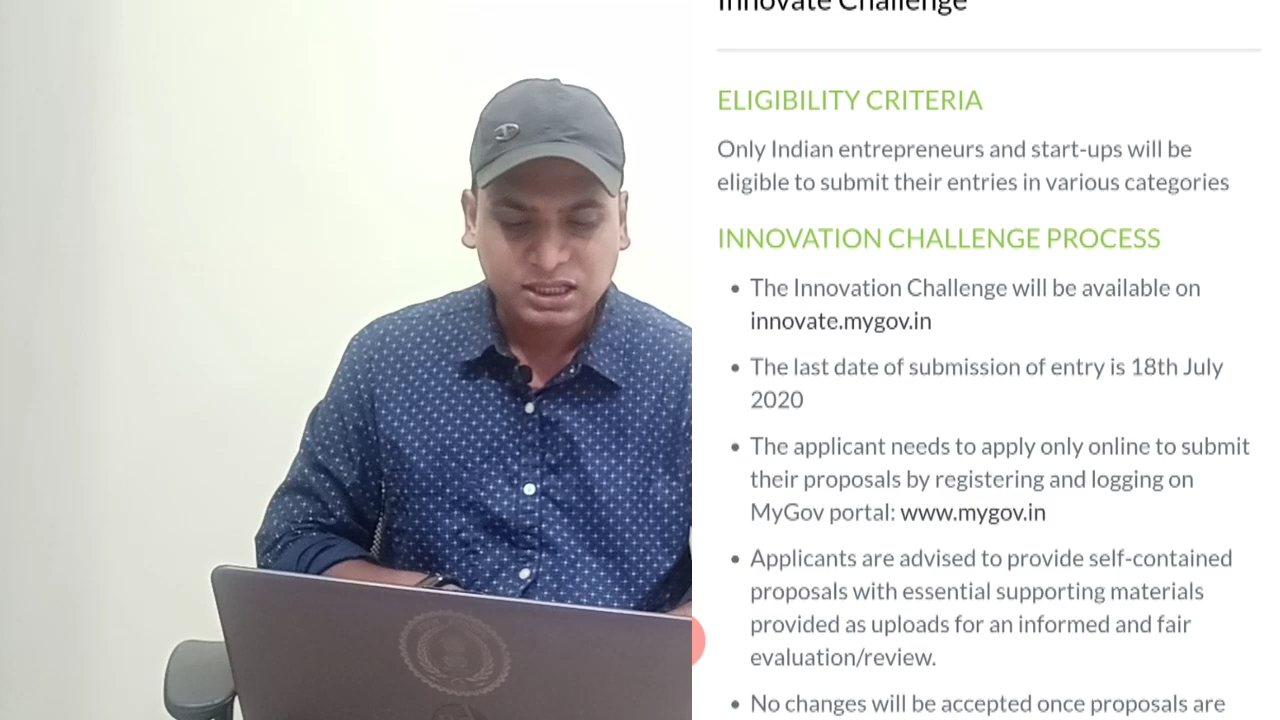 Innovate Challenge
ELIGIBILITY CRITERIA
Only Indian entrepreneurs and start-ups will be
eligible to submit their entries in various categories
INNOVATION CHALLENGE PROCESS
• The Innovation Challenge will be available on
innovate.mygov.in
• The last date of submission of entry is 18th July
2020
• The applicant needs to apply only online to submit
their proposals by registering and logging on
MyGov portal: www.mygov.in
• Applicants are advised to provide self-contained
proposals with essential supporting materials
provided as uploads for an informed and fair
evaluation/review.
• No changes will be accepted once proposals are